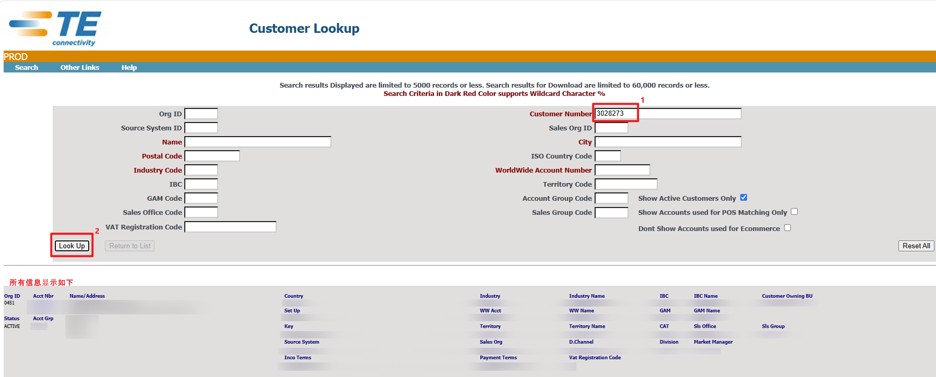 TE
connectivity
Customer Lookup
PROD
Search Other Links Help
Search results Displayed are limited to 5000 records or less. Search results for Download are limited to 60,000 records or less.
Search Criteria in Dark Red Color supports Wildcard Character %
1
Org ID Customer Number 3028273
Source System ID Sales Org ID
Name City
Postal Code ISO Country Code
Industry Code WorldWide Account Number
IBC Territory Code
GAM Code Account Group Code Show Active Customers Only
Sales Office Code Sales Group Code Show Accounts used for POS Matching Only
VAT Registration Code Dont Show Accounts used for Ecommerce
2
Look Up Return to List Reset All
所有信息显示如下
Org ID Acct Nbr Name/Address Country Industry Industry Name IBC IBC Name Customer Owning BU
0451
Set Up WW Acct WW Name GAM GAM Name
Status Acct Grp
ACTIVE Key Territory Territory Name CAT Sls Office Sls Group
Source System Sales Org D.Channel Division Market Manager
Inco Terms Payment Terms Vat Registration Code